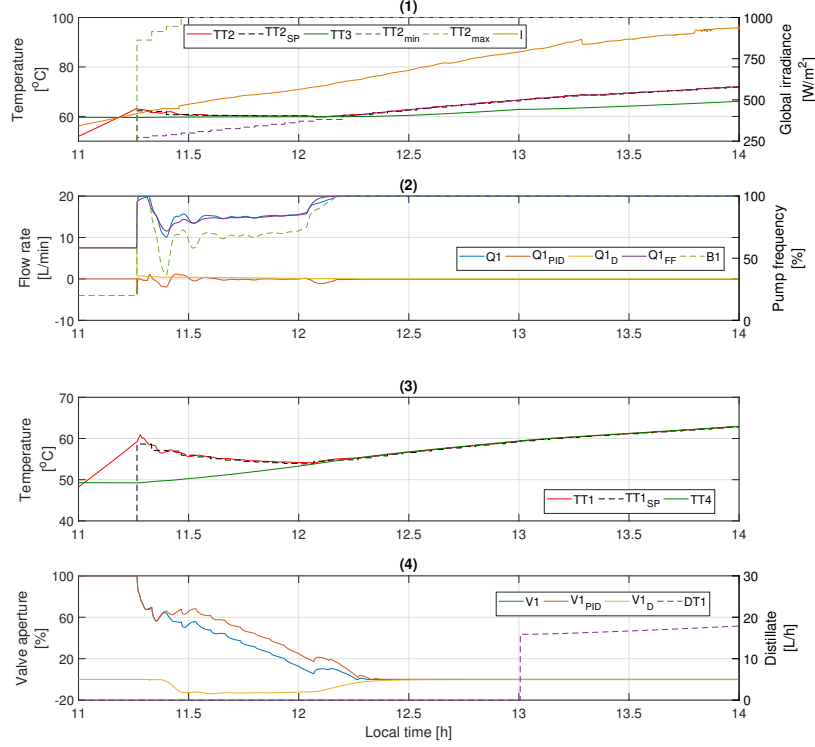 (1)
100
80
60
Temperature
[°C]
TT2 TT2SP TT3 TT2min TT2max I
1000
750
500
250
Global irradiance
[W/m²]
11 11.5 12 12.5 13 13.5 14
(2)
20
10
0
-10
Flow rate
[L/min]
Q1 Q1PID Q1D Q1FF B1
100
50
0
Pump frequency
[%]
11 11.5 12 12.5 13 13.5 14
(3)
70
60
50
40
Temperature
[°C]
TT1 TT1SP TT4
11 11.5 12 12.5 13 13.5 14
(4)
100
60
20
-20
Valve aperture
[%]
V1 V1PID V1D DT1
30
20
10
0
Distillate
[L/h]
11 11.5 12 12.5 13 13.5 14
Local time [h]